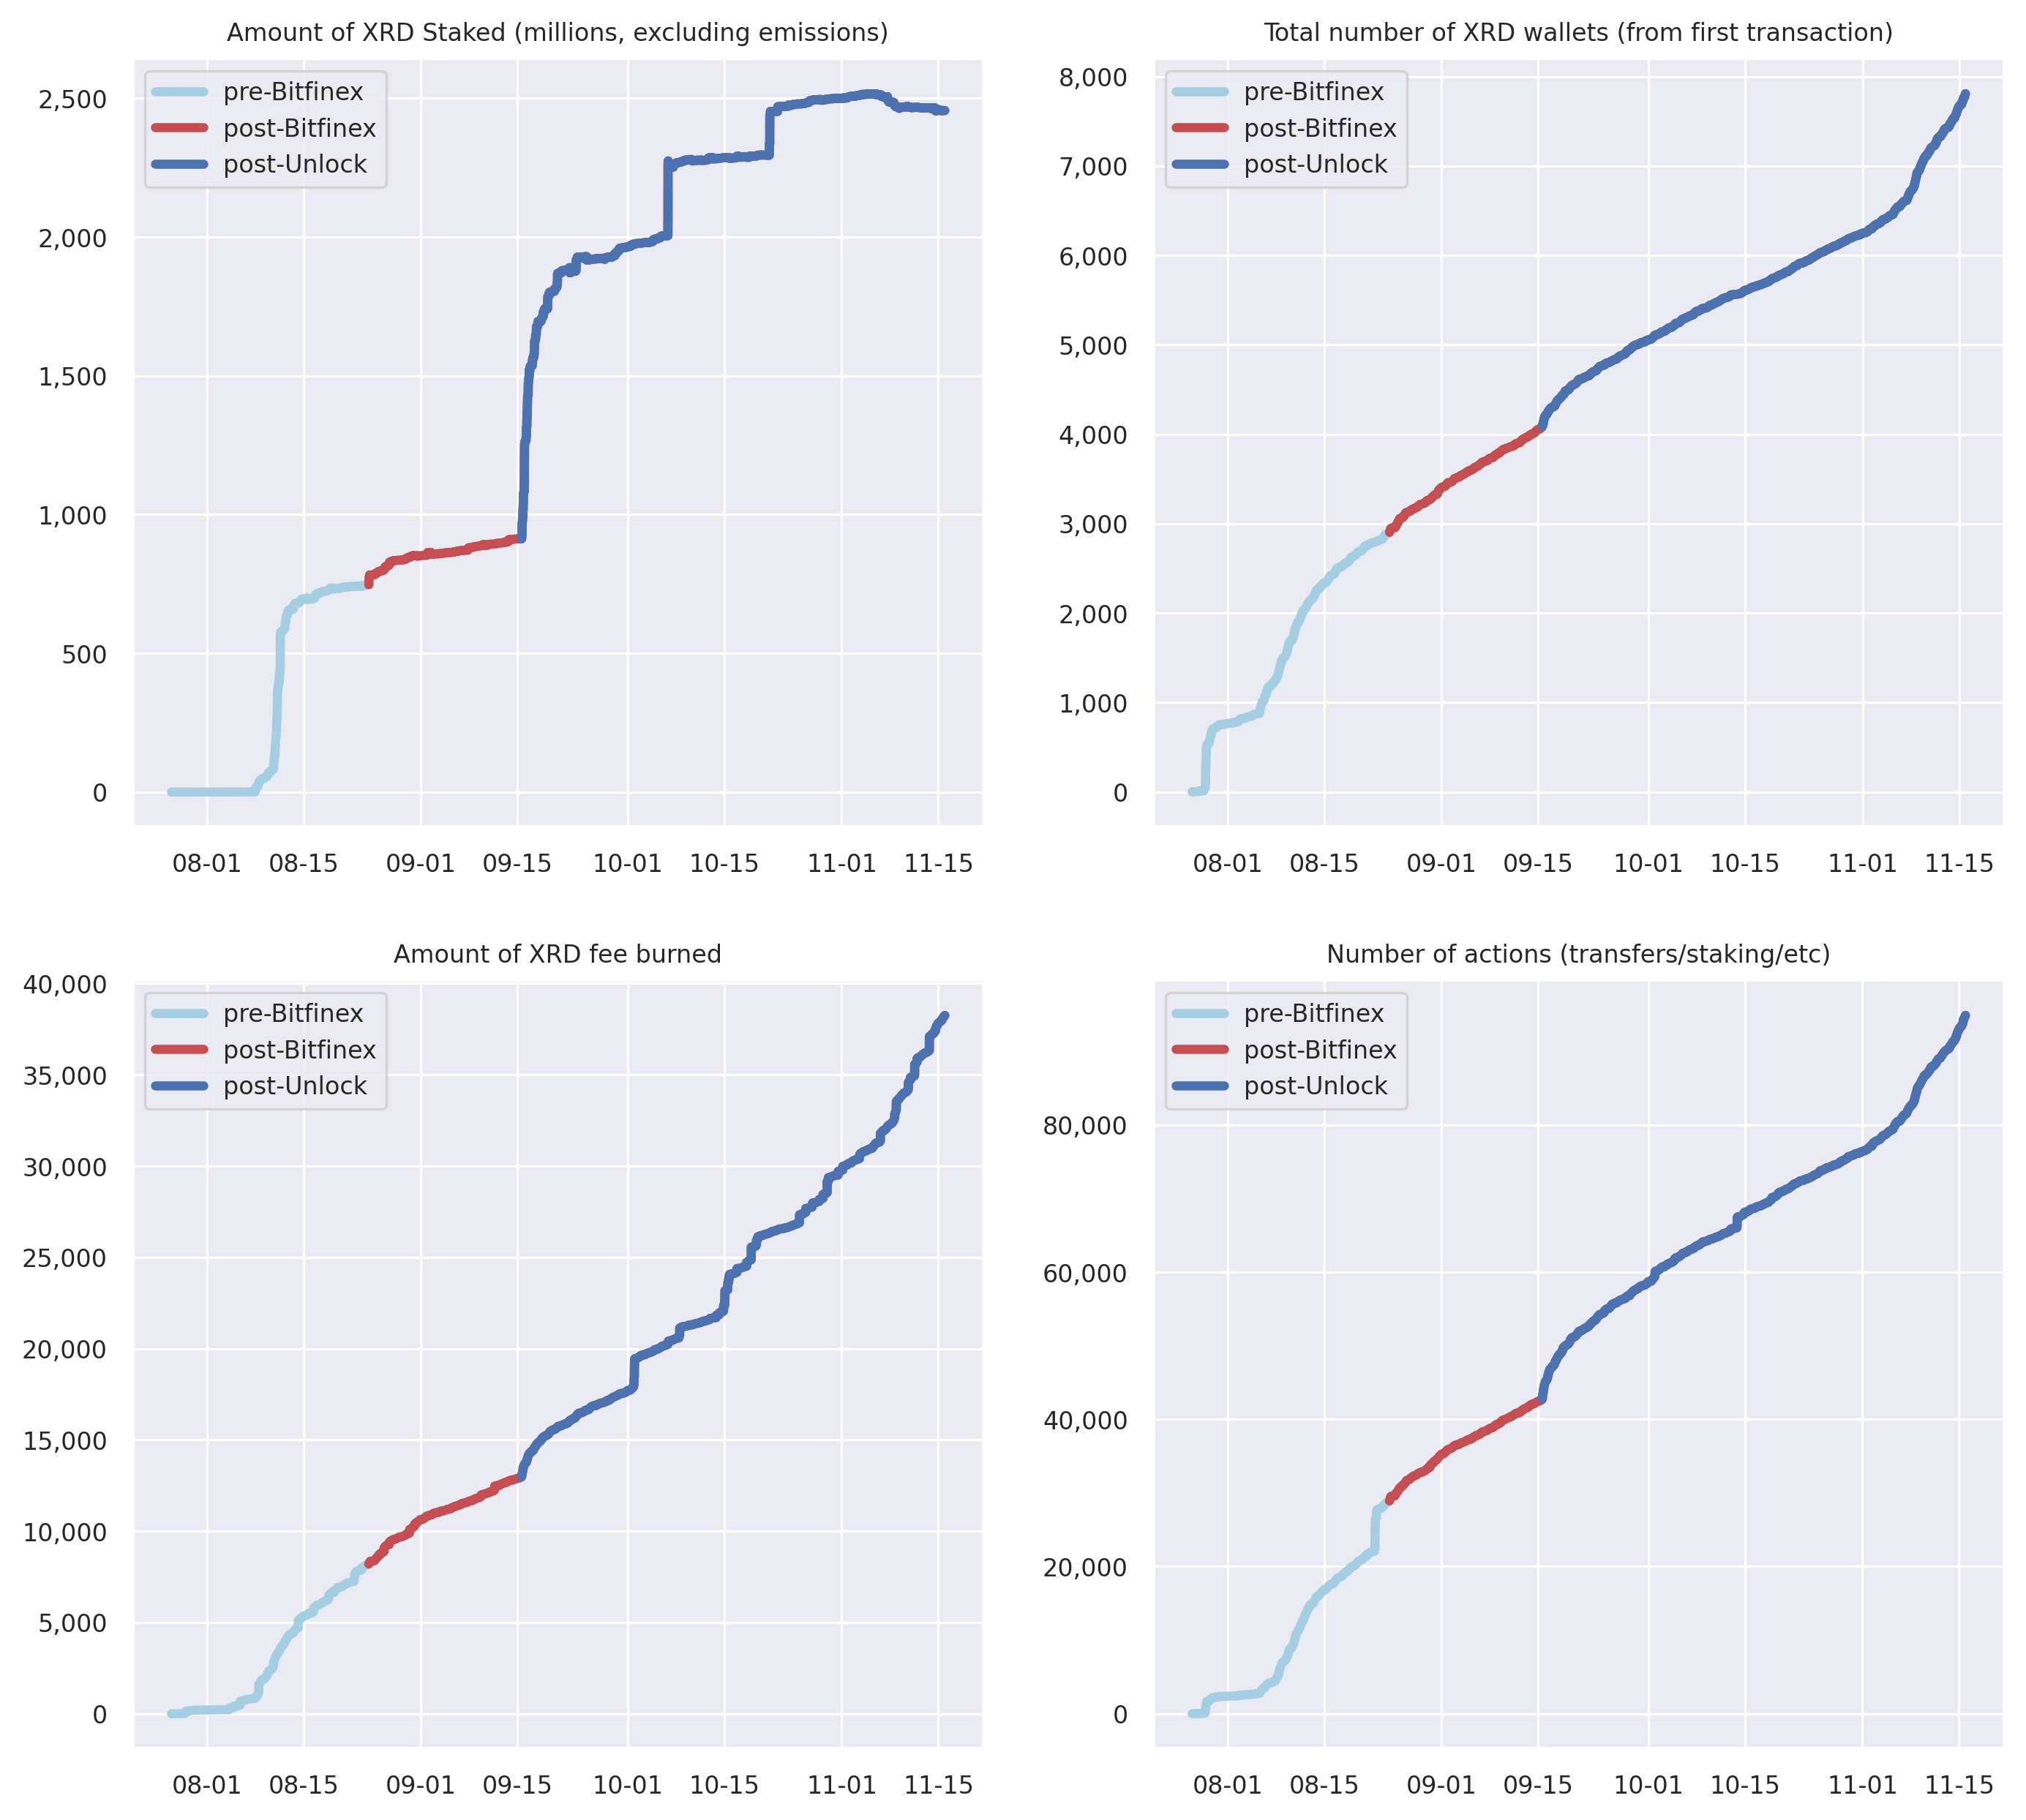 Amount of XRD Staked (millions, excluding emissions)
pre-Bitfinex
post-Bitfinex
post-Unlock
2,500
2,000
1,500
1,000
500
0
08-01 08-15 09-01 09-15 10-01 10-15 11-01 11-15
Total number of XRD wallets (from first transaction)
pre-Bitfinex
post-Bitfinex
post-Unlock
8,000
7,000
6,000
5,000
4,000
3,000
2,000
1,000
0
08-01 08-15 09-01 09-15 10-01 10-15 11-01 11-15
Amount of XRD fee burned
pre-Bitfinex
post-Bitfinex
post-Unlock
40,000
35,000
30,000
25,000
20,000
15,000
10,000
5,000
0
08-01 08-15 09-01 09-15 10-01 10-15 11-01 11-15
Number of actions (transfers/staking/etc)
pre-Bitfinex
post-Bitfinex
post-Unlock
80,000
60,000
40,000
20,000
0
08-01 08-15 09-01 09-15 10-01 10-15 11-01 11-15